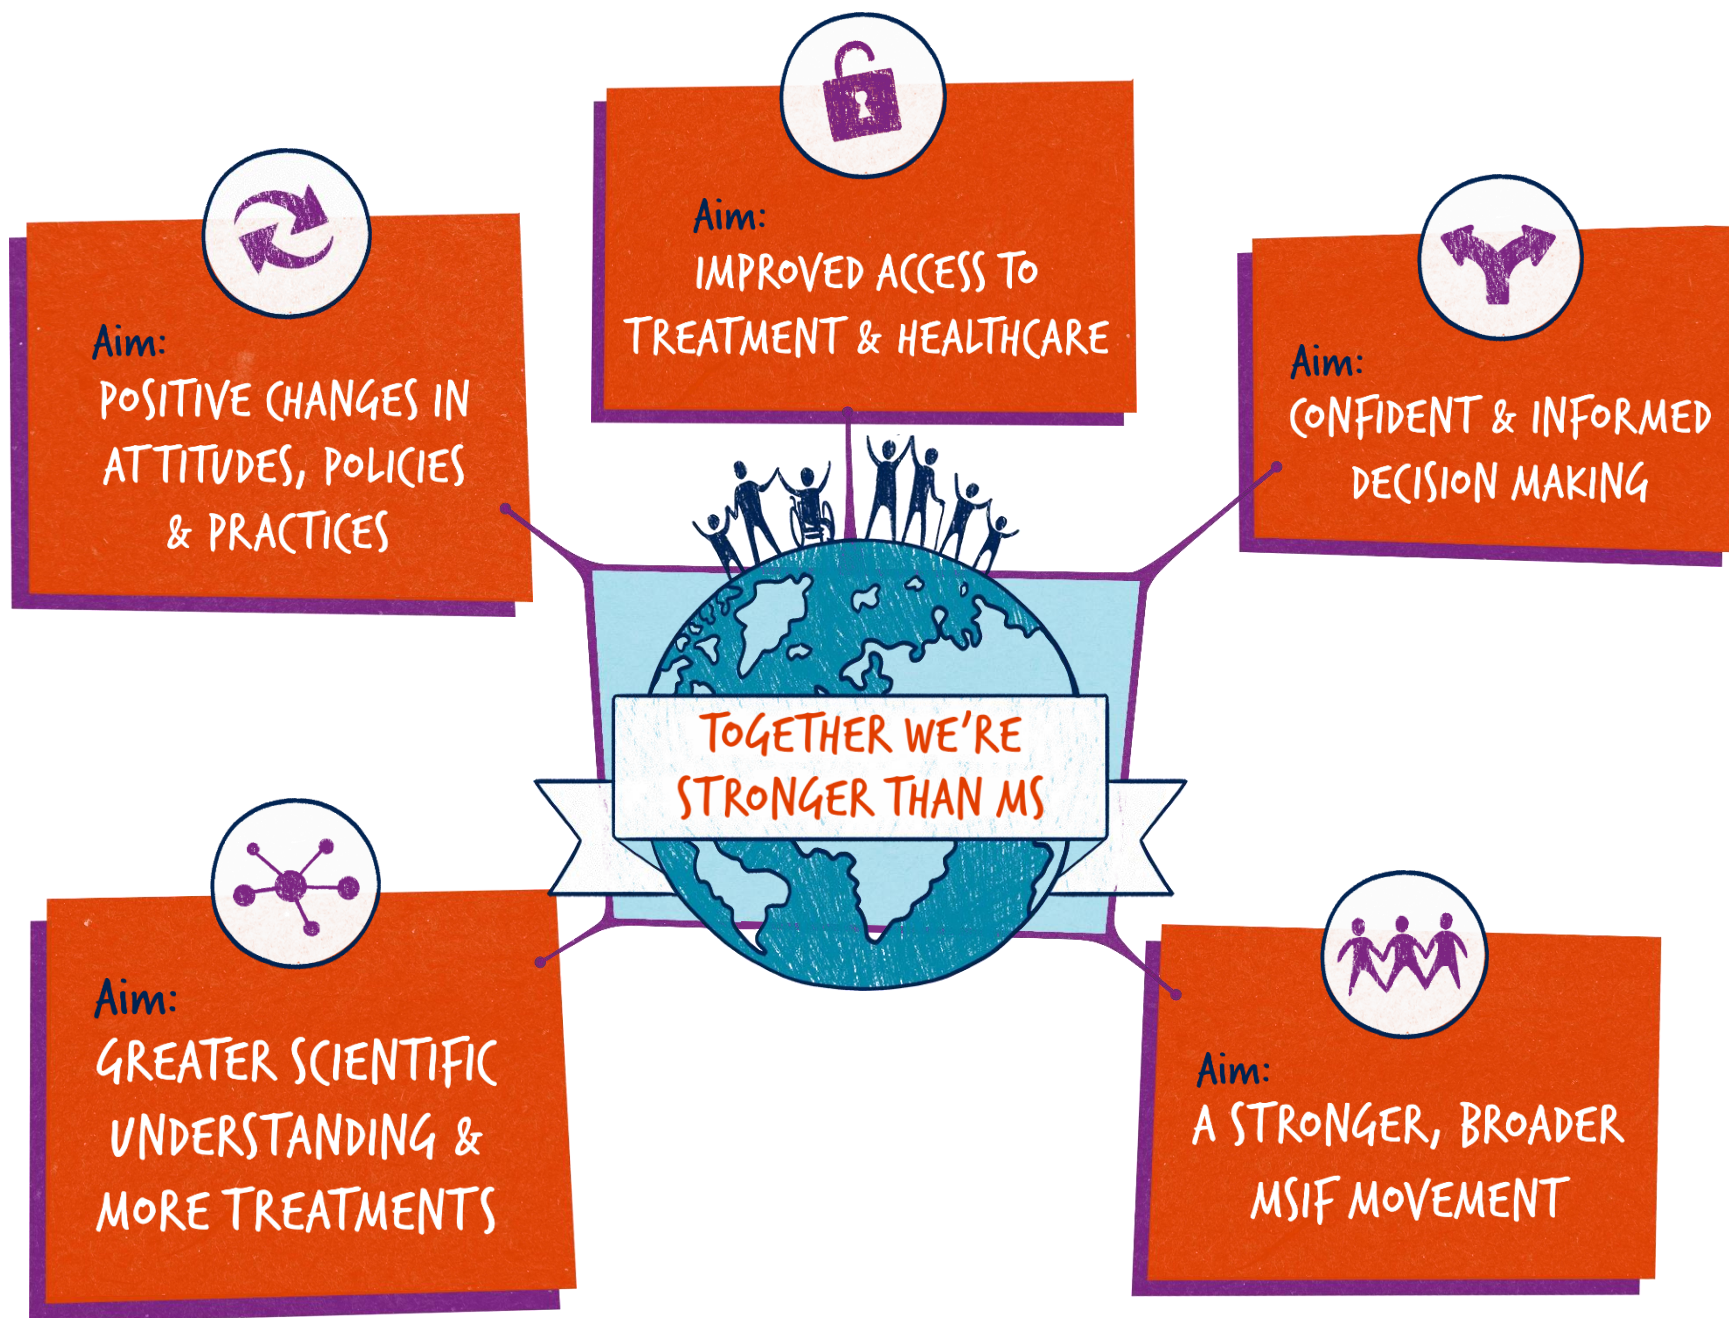 Aim:
IMPROVED ACCESS TO
TREATMENT & HEALTHCARE
Aim:
POSITIVE CHANGES IN
ATTITUDES, POLICIES
& PRACTICES
Aim:
CONFIDENT & INFORMED
DECISION MAKING
TOGETHER WE'RE
STRONGER THAN MS
Aim:
GREATER SCIENTIFIC
UNDERSTANDING &
MORE TREATMENTS
Aim:
A STRONGER, BROADER
MSIF MOVEMENT